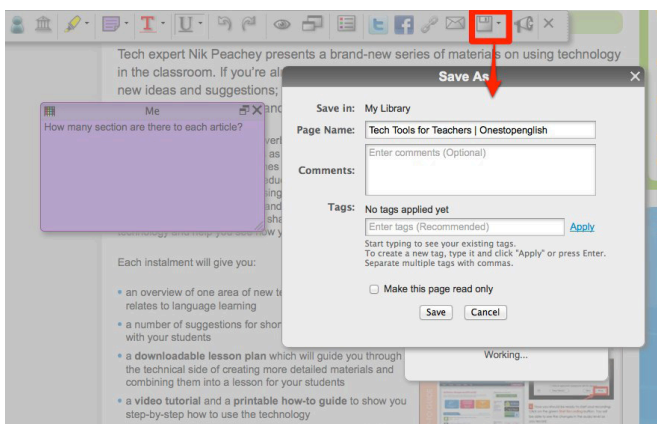 Tech expert Nik Peachey presents a brand-new series of materials on using technology
in the classroom. If you're al
new ideas and suggestions;
and
Me
How many section are there to each article?
Save As
Save in: My Library
Page Name: Tech Tools for Teachers | Onestopenglish
Comments: Enter comments (Optional)
Tags: No tags applied yet
Enter tags (Recommended) Apply
Start typing to see your existing tags.
To create a new tag, type it and click "Apply" or press Enter.
Separate multiple tags with commas.
Make this page read only
Save Cancel
Working...
Each instalment will give you:
• an overview of one area of new te
relates to language learning
• a number of suggestions for shor
with your students
• a downloadable lesson plan which will guide you through
the technical side of creating more detailed materials and
combining them into a lesson for your students
• a video tutorial and a printable how-to guide to show you
step-by-step how to use the technology